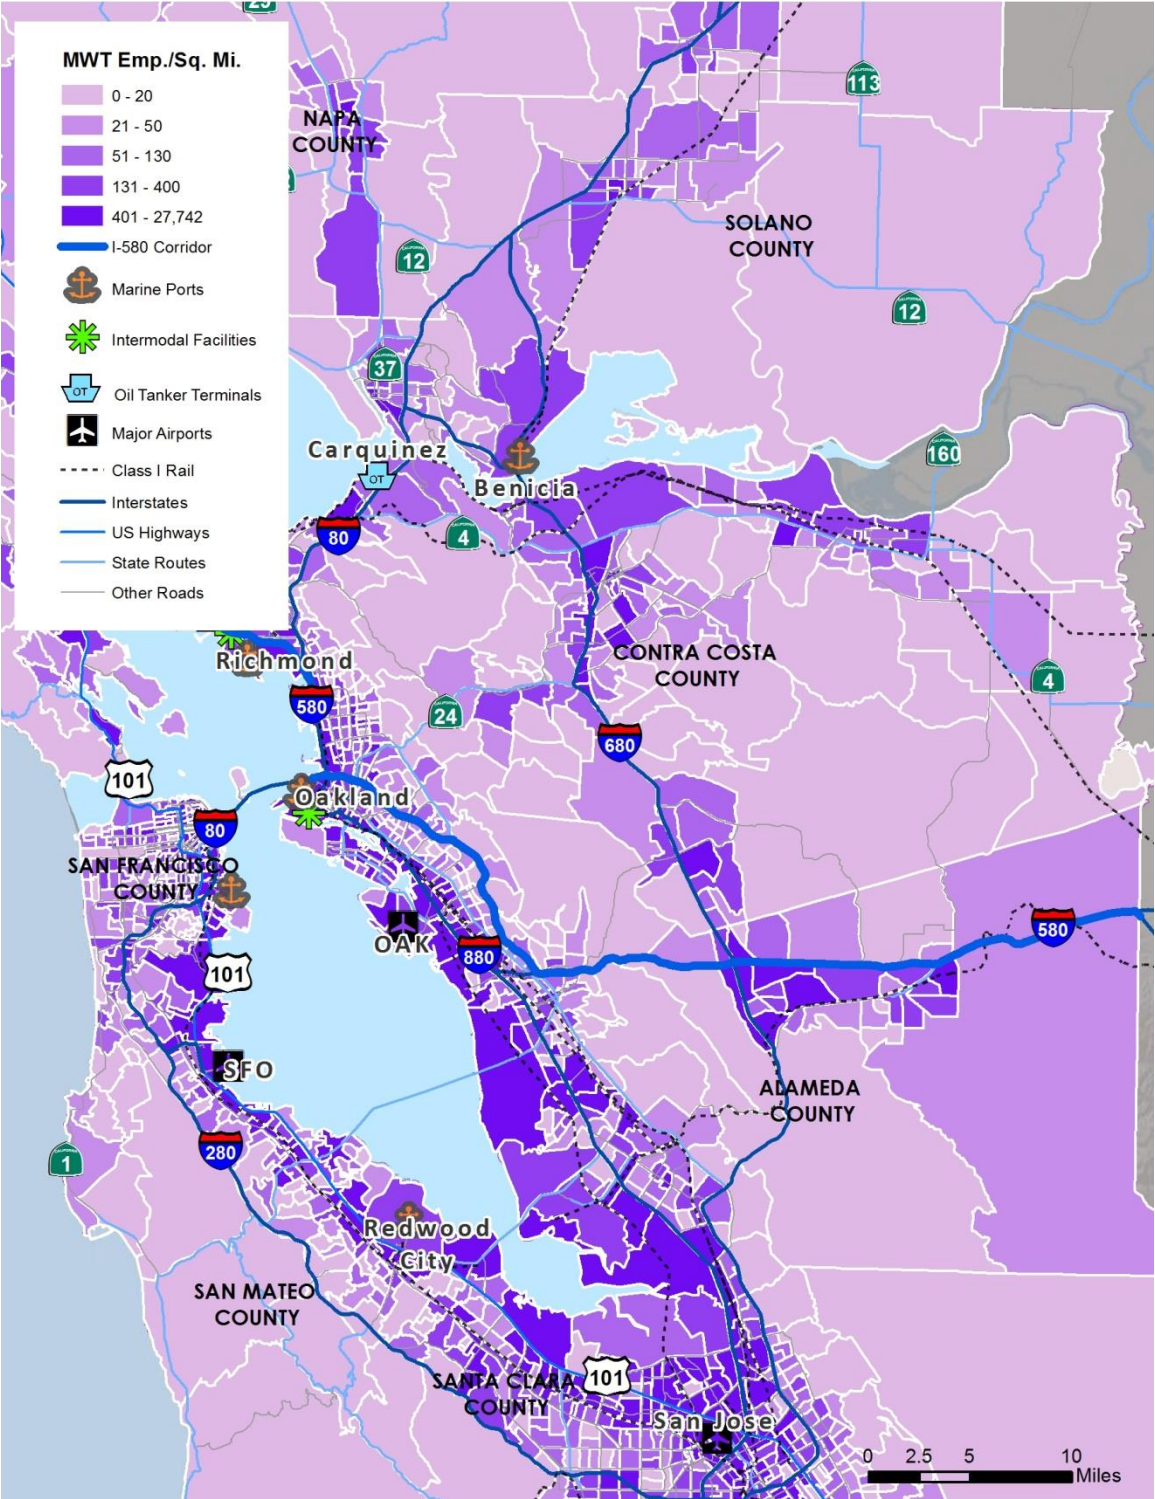 29
MWT Emp./Sq. Mi.
0 - 20
21 - 50
51 - 130
131 - 400
401 - 27,742
I-580 Corridor
Marine Ports
Intermodal Facilities
OT
Oil Tanker Terminals
Major Airports
Class I Rail
Interstates
US Highways
State Routes
Other Roads
NAPA
COUNTY
113
SOLANO
COUNTY
12
12
37
Carquinez
OT
160
Benicia
80
4
Richmond
CONTRA COSTA
COUNTY
4
580
24
680
101
Oakland
80
SAN FRANCISCO
COUNTY
580
OAK
880
101
SFO
ALAMEDA
COUNTY
280
1
Redwood
City
SAN MATEO
COUNTY
SANTA CLARA
COUNTY
101
San Jose
0 2.5 5 10
Miles